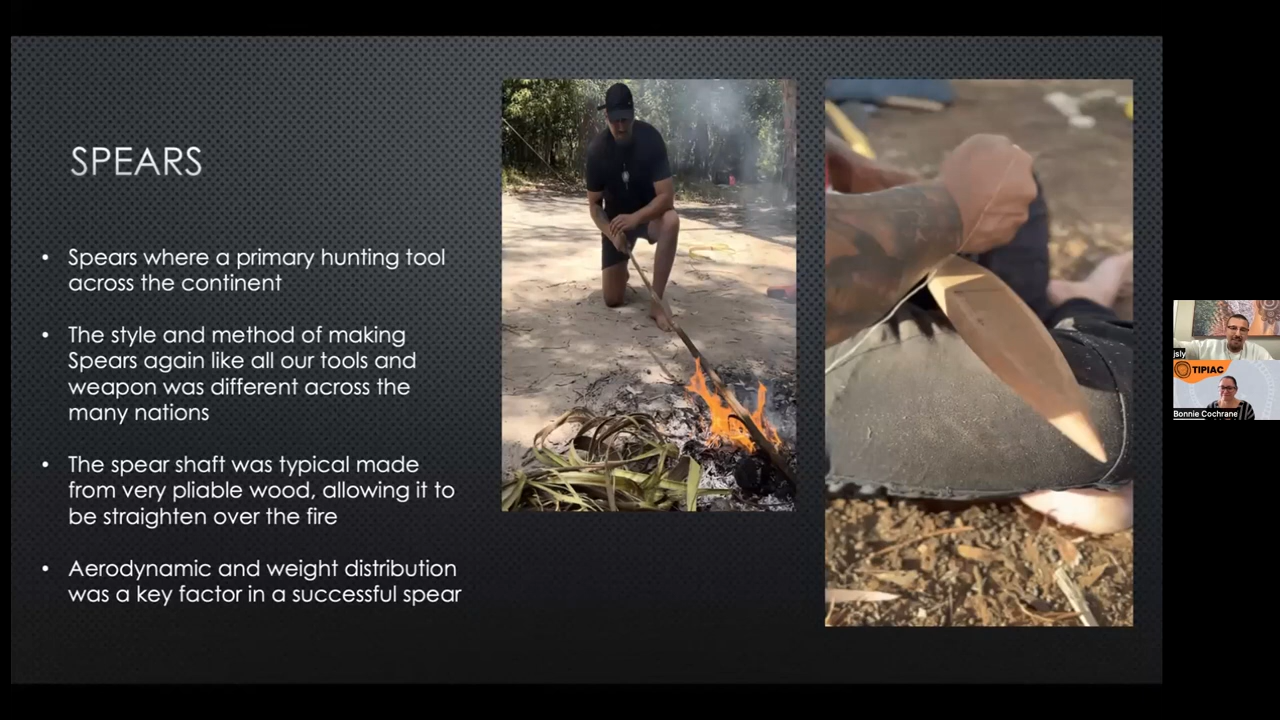 SPEARS
• Spears where a primary hunting tool
across the continent
• The style and method of making
Spears again like all our tools and
weapon was different across the
many nations
• The spear shaft was typical made
from very pliable wood, allowing it to
be straighten over the fire
• Aerodynamic and weight distribution
was a key factor in a successful spear
jsly
TIPIAC
Bonnie Cochrane